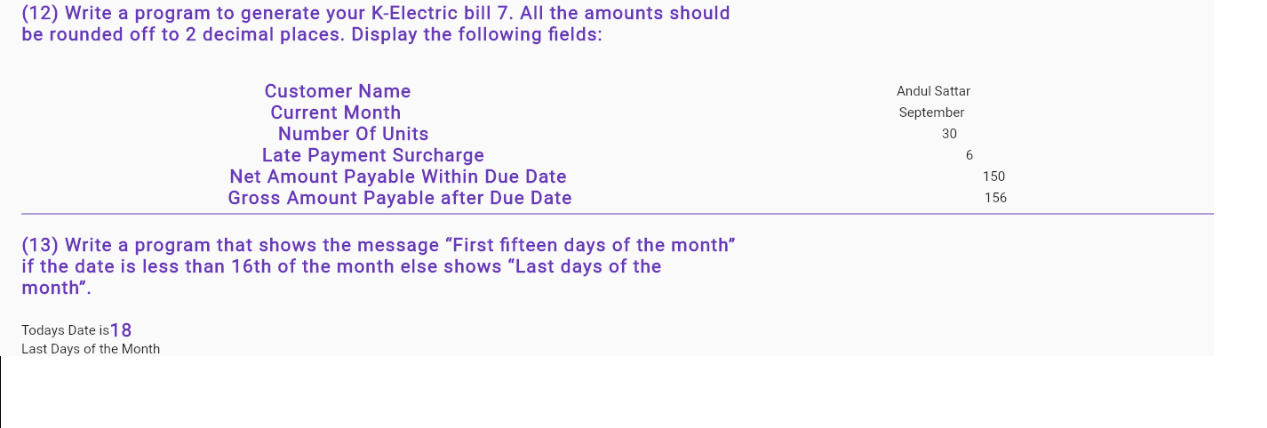 (12) Write a program to generate your K-Electric bill 7. All the amounts should
be rounded off to 2 decimal places. Display the following fields:
Customer Name Andul Sattar
Current Month September
Number Of Units 30
Late Payment Surcharge 6
Net Amount Payable Within Due Date 150
Gross Amount Payable after Due Date 156
(13) Write a program that shows the message “First fifteen days of the month”
if the date is less than 16th of the month else shows “Last days of the
month”.
Todays Date is18
Last Days of the Month